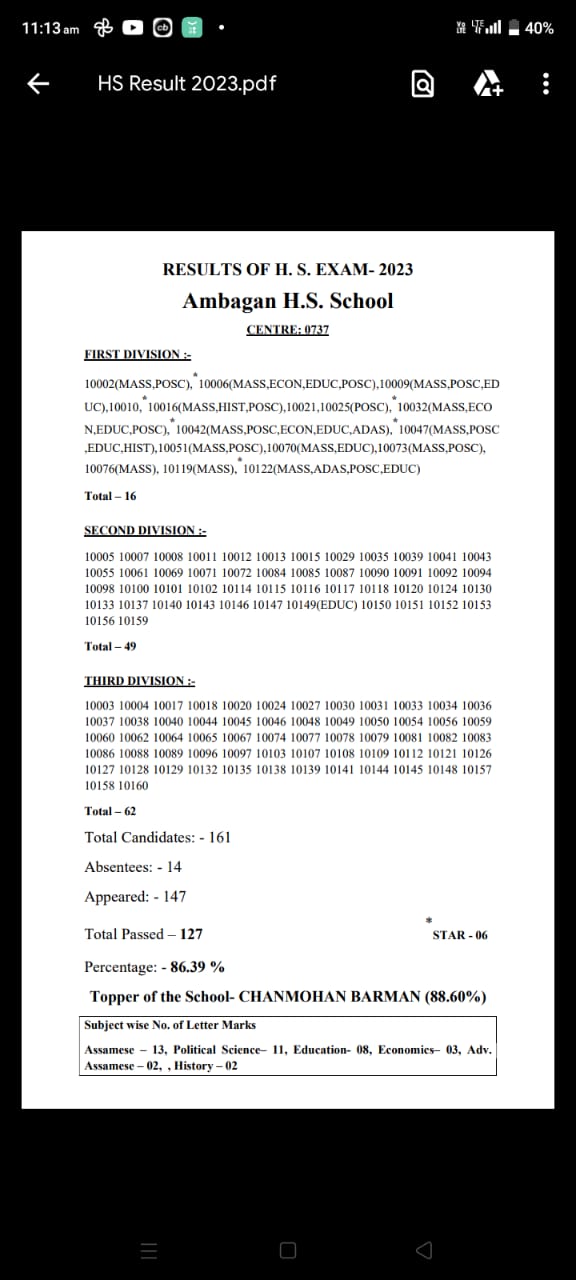 11:13 am
cb
Vo LTE
LTE
40%
HS Result 2023.pdf
RESULTS OF H. S. EXAM- 2023
Ambagan H.S. School
CENTRE: 0737
FIRST DIVISION :-
10002(MASS,POSC),*10006(MASS,ECON,EDUC,POSC),10009(MASS,POSC,ED
UC),10010,*10016(MASS,HIST,POSC),10021,10025(POSC),*10032(MASS,ECO
N,EDUC,POSC),*10042(MASS,POSC,ECON,EDUC,ADAS),*10047(MASS,POSC
,EDUC,HIST),10051(MASS,POSC),10070(MASS,EDUC),10073(MASS,POSC),
10076(MASS), 10119(MASS),*10122(MASS,ADAS,POSC,EDUC)
Total – 16
SECOND DIVISION :-
10005 10007 10008 10011 10012 10013 10015 10029 10035 10039 10041 10043
10055 10061 10069 10071 10072 10084 10085 10087 10090 10091 10092 10094
10098 10100 10101 10102 10114 10115 10116 10117 10118 10120 10124 10130
10133 10137 10140 10143 10146 10147 10149(EDUC) 10150 10151 10152 10153
10156 10159
Total – 49
THIRD DIVISION :-
10003 10004 10017 10018 10020 10024 10027 10030 10031 10033 10034 10036
10037 10038 10040 10044 10045 10046 10048 10049 10050 10054 10056 10059
10060 10062 10064 10065 10067 10074 10077 10078 10079 10081 10082 10083
10086 10088 10089 10096 10097 10103 10107 10108 10109 10112 10121 10126
10127 10128 10129 10132 10135 10138 10139 10141 10144 10145 10148 10157
10158 10160
Total – 62
Total Candidates: - 161
Absentees: - 14
Appeared: - 147
Total Passed – 127
* STAR - 06
Percentage: - 86.39 %
Topper of the School- CHANMOHAN BARMAN (88.60%)
Subject wise No. of Letter Marks
Assamese – 13, Political Science– 11, Education- 08, Economics– 03, Adv.
Assamese – 02, , History – 02